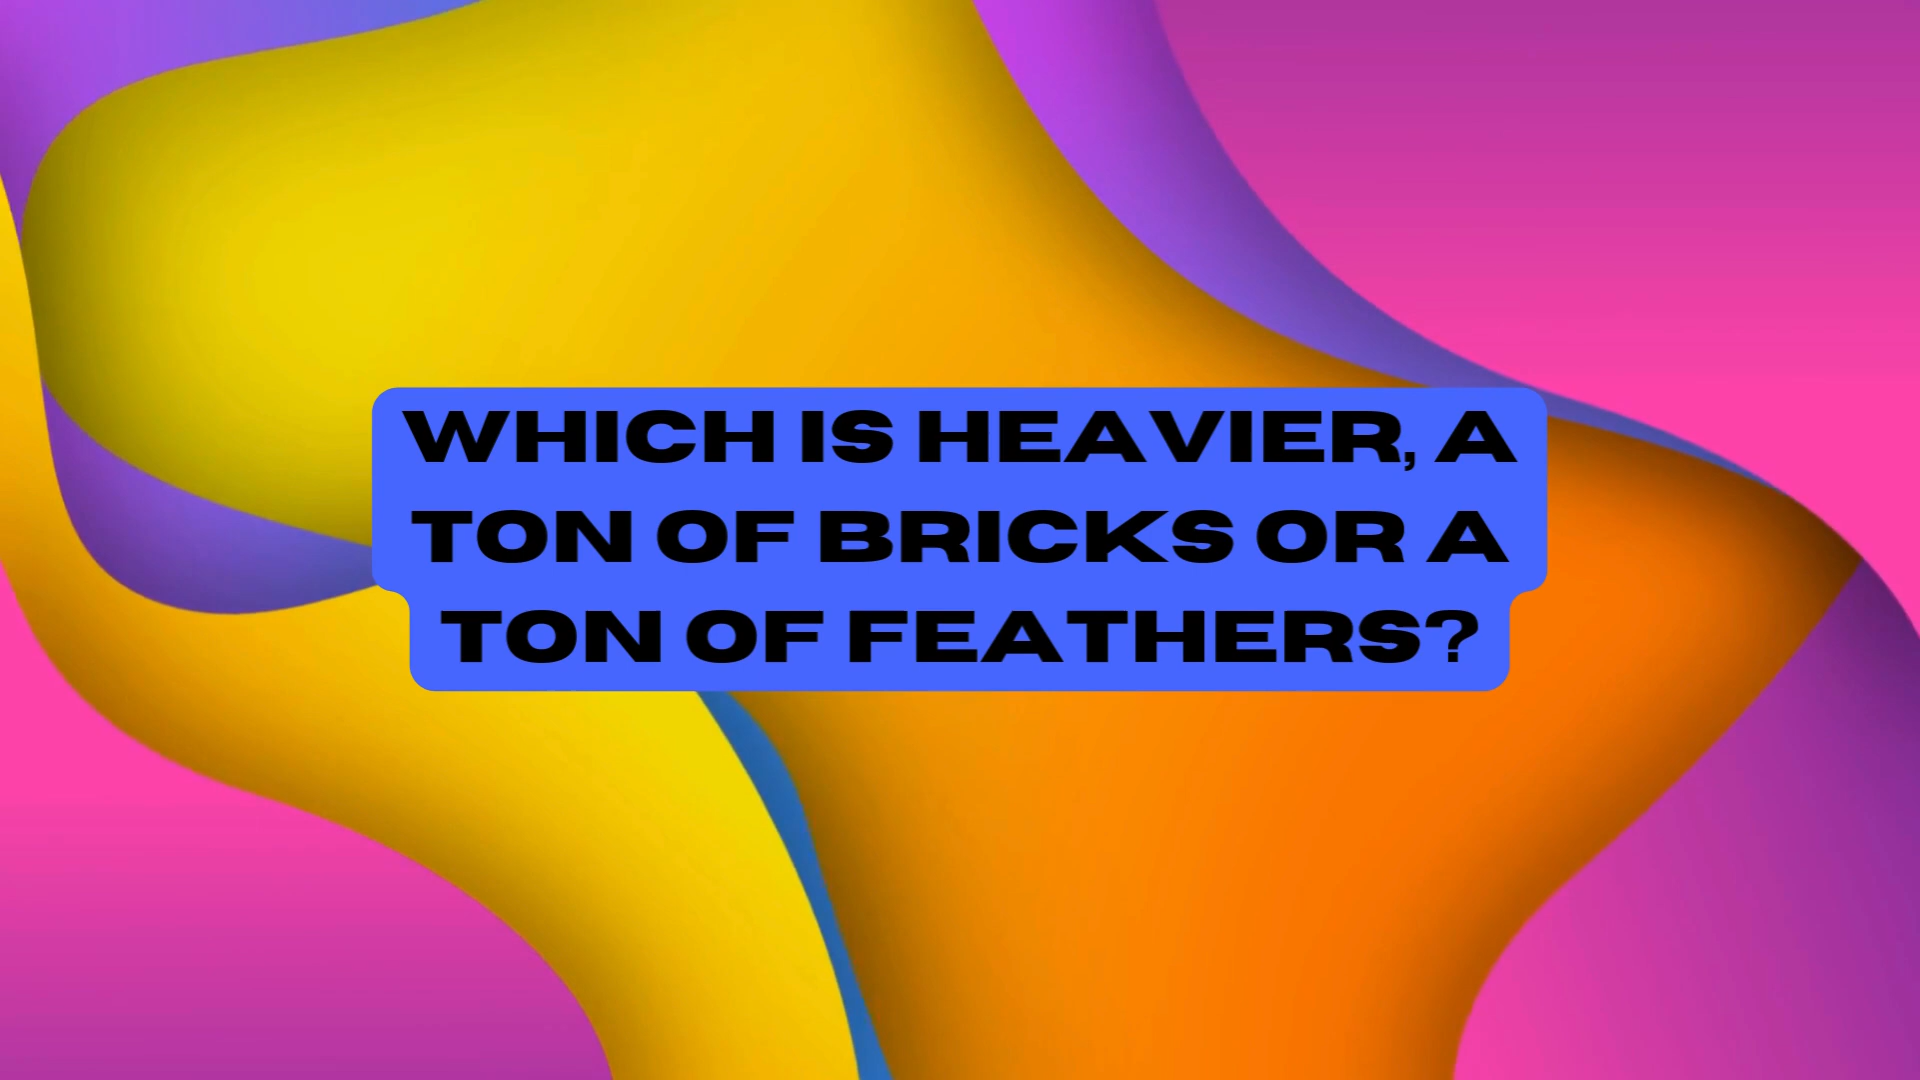 WHICH IS HEAVIER, A
TON OF BRICKS OR A
TON OF FEATHERS?